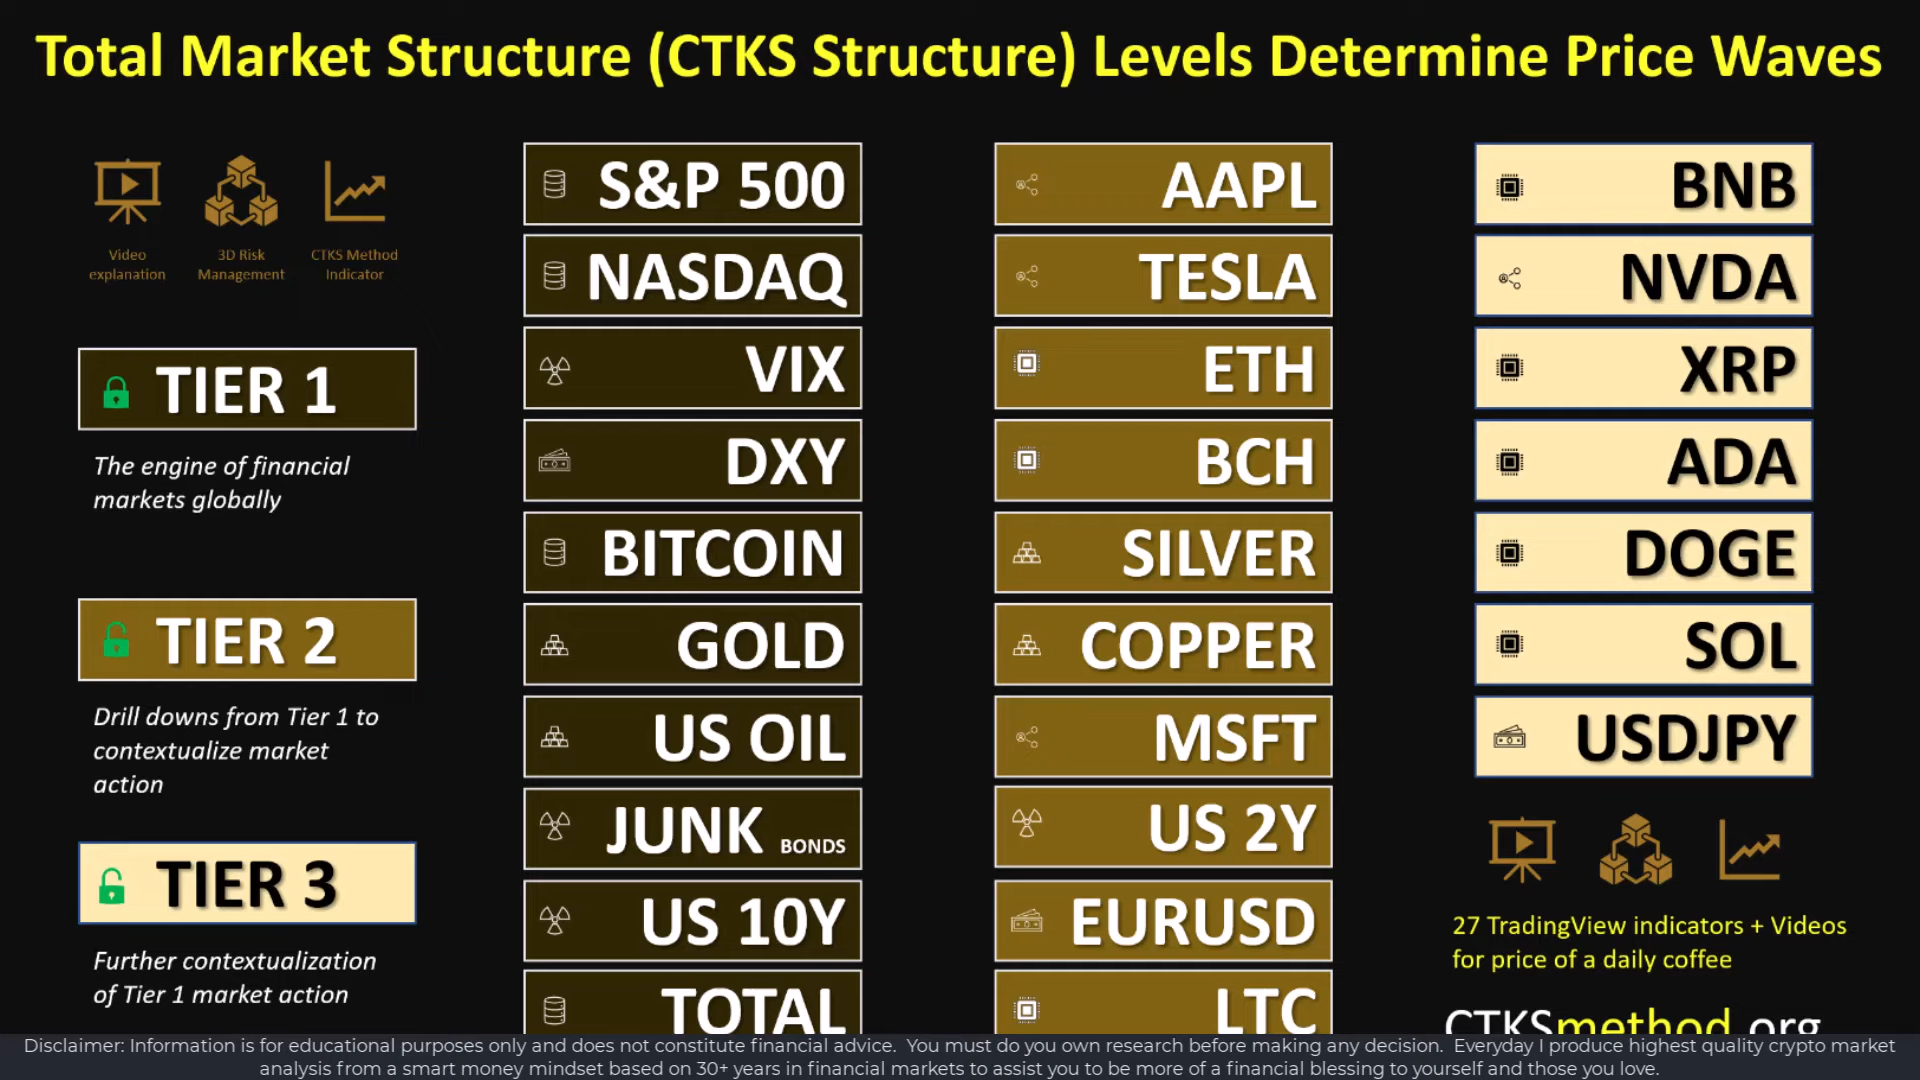 Total Market Structure (CTKS Structure) Levels Determine Price Waves
Video
explanation
3D Risk
Management
CTKS Method
Indicator
TIER 1
The engine of financial
markets globally
TIER 2
Drill downs from Tier 1 to
contextualize market
action
TIER 3
Further contextualization
of Tier 1 market action
S&P 500
NASDAQ
VIX
DXY
BITCOIN
GOLD
US OIL
JUNK BONDS
US 10Y
TOTAL
AAPL
TESLA
ETH
BCH
SILVER
COPPER
MSFT
US 2Y
EURUSD
LTC
BNB
NVDA
XRP
ADA
DOGE
SOL
USDJPY
27 TradingView indicators + Videos
for price of a daily coffee
CTKSmethod.org
Disclaimer: Information is for educational purposes only and does not constitute financial advice.  You must do you own research before making any decision.  Everyday I produce highest quality crypto market
analysis from a smart money mindset based on 30+ years in financial markets to assist you to be more of a financial blessing to yourself and those you love.